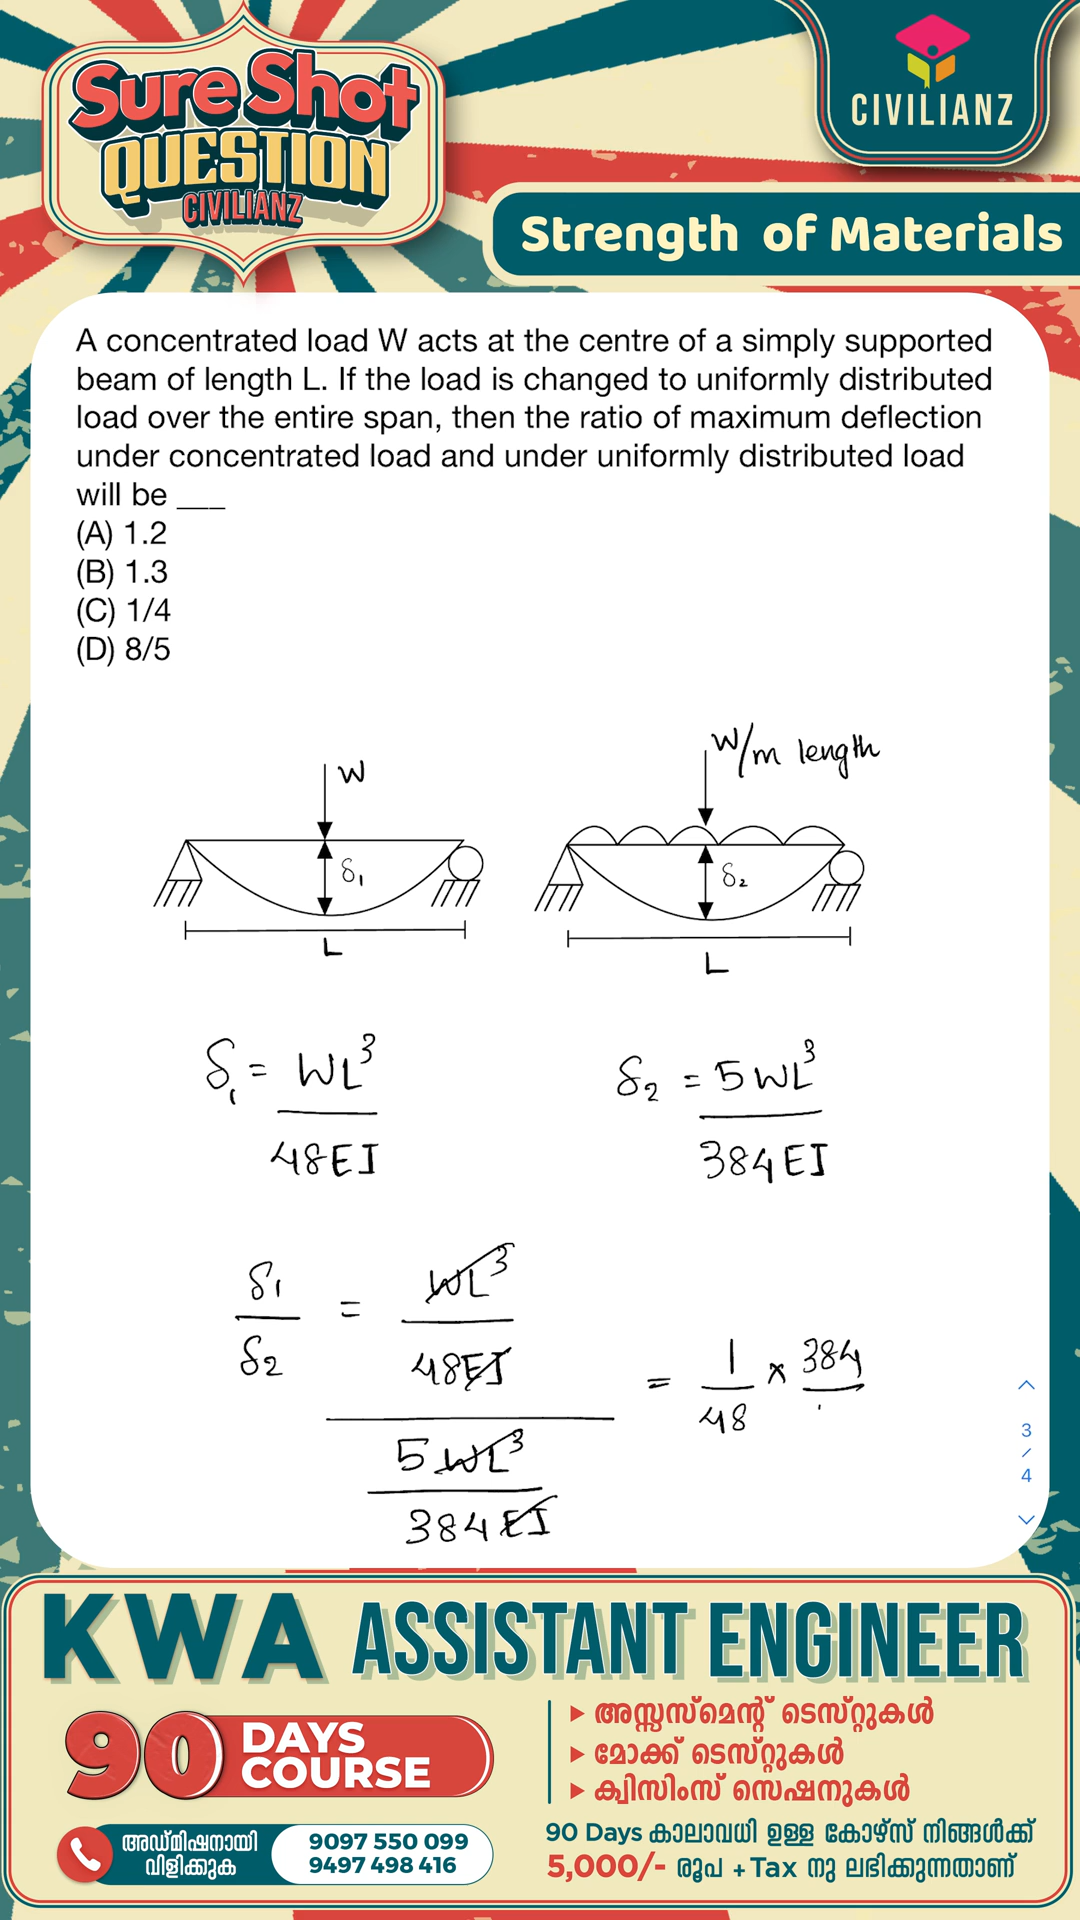 Sure Shot
QUESTION
CIVILIANZ
CIVILIANZ
Strength of Materials
A concentrated load W acts at the centre of a simply supported
beam of length L. If the load is changed to uniformly distributed
load over the entire span, then the ratio of maximum deflection
under concentrated load and under uniformly distributed load
will be ___
(A) 1.2
(B) 1.3
(C) 1/4
(D) 8/5
W
W/m length
δ₁
δ₂
L
L
δ₁ = WL³
48EI
δ₂ = 5WL³
384EI
δ₁
δ₂
=
WL³
48EI
5WL³
384EI
= 1/48 × 384
3
/
4
KWA ASSISTANT ENGINEER
90 DAYS
COURSE
അസ്സസ്മെന്റ് ടെസ്റ്റുകൾ
മോക്ക് ടെസ്റ്റുകൾ
ക്വിസിംസ് സെഷനുകൾ
അഡ്മിഷനായി
വിളിക്കുക
9097 550 099
9497 498 416
90 Days കാലാവധി ഉള്ള കോഴ്സ് നിങ്ങൾക്ക്
5,000/- രൂപ +Tax നു ലഭിക്കുന്നതാണ്